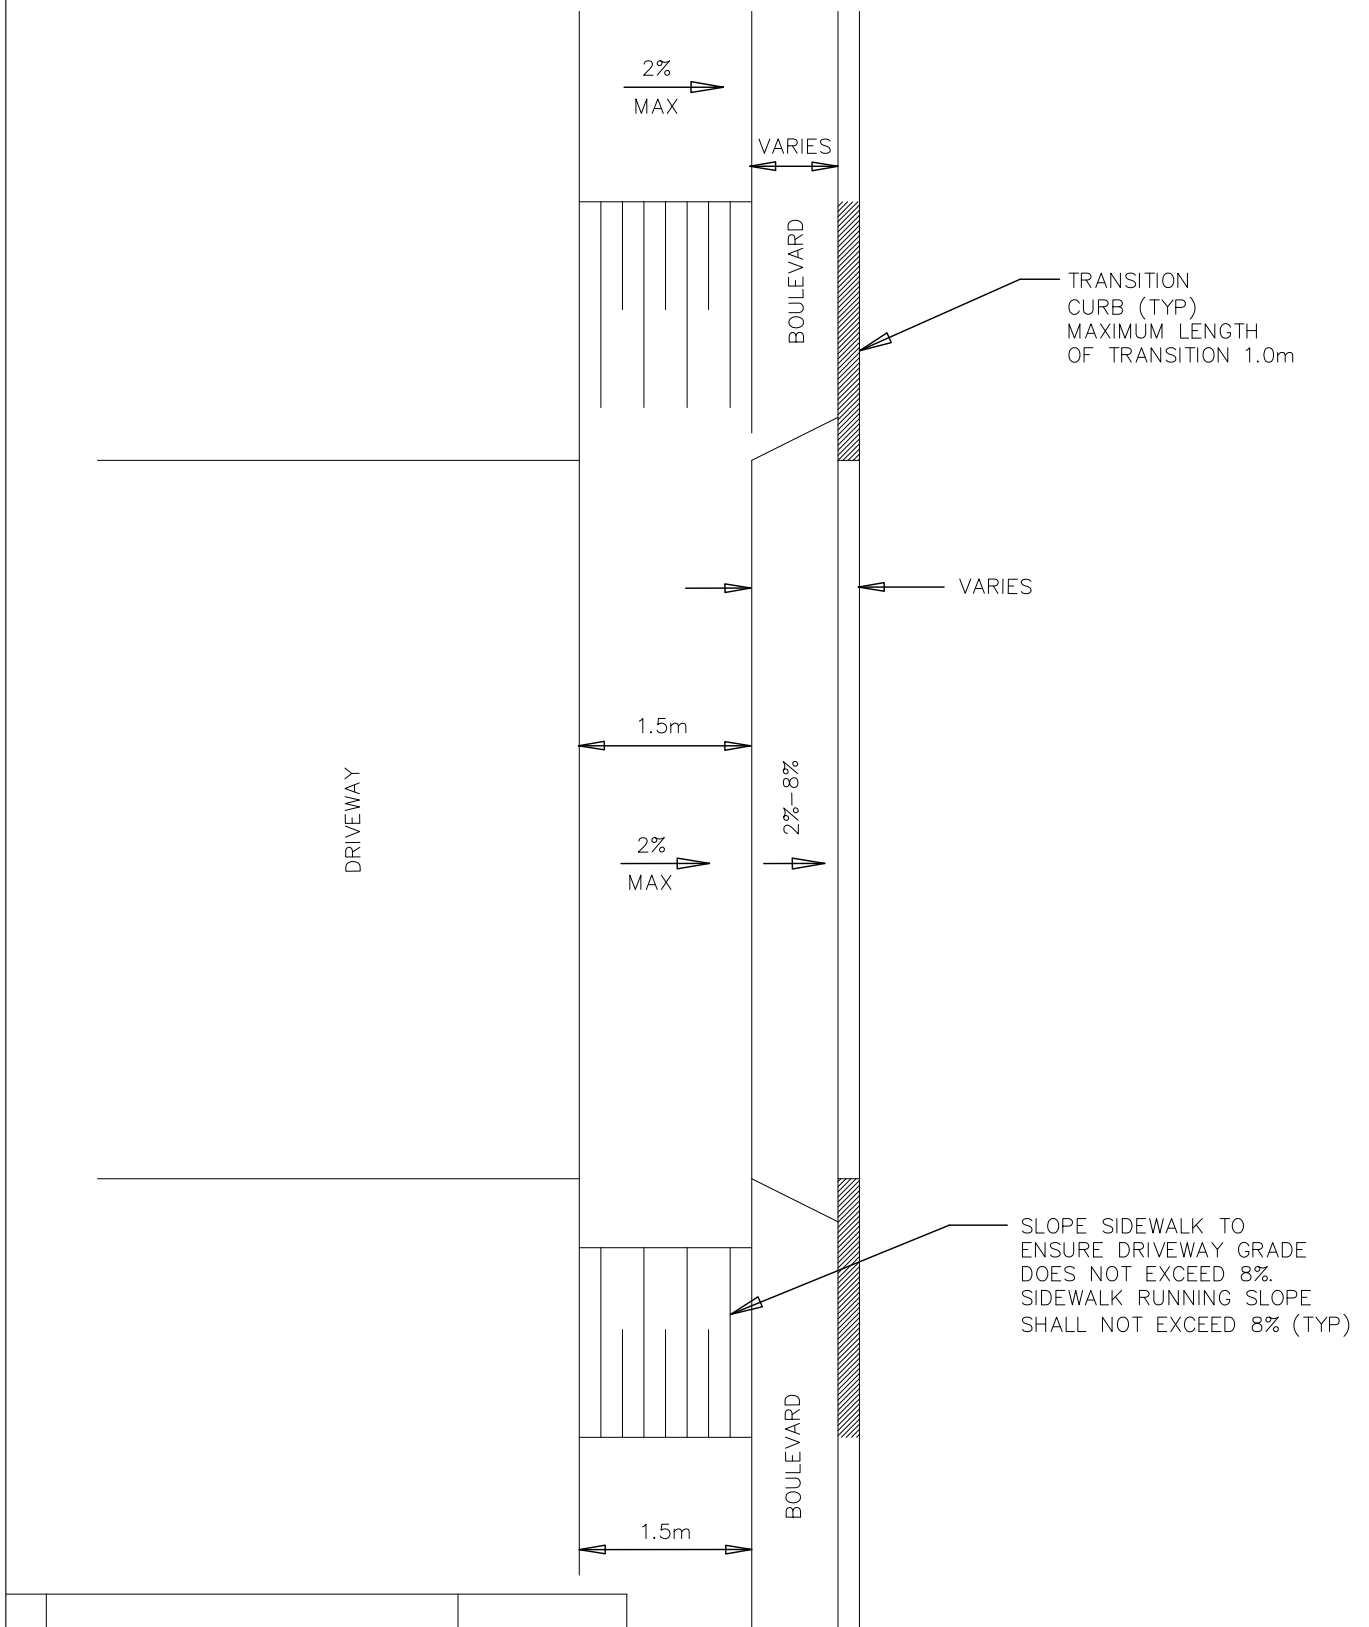 2%
MAX
VARIES
BOULEVARD
TRANSITION
CURB (TYP)
MAXIMUM LENGTH
OF TRANSITION 1.0m
VARIES
1.5m
DRIVEWAY
2%-8%
2%
MAX
SLOPE SIDEWALK TO
ENSURE DRIVEWAY GRADE
DOES NOT EXCEED 8%.
SIDEWALK RUNNING SLOPE
SHALL NOT EXCEED 8% (TYP)
BOULEVARD
1.5m